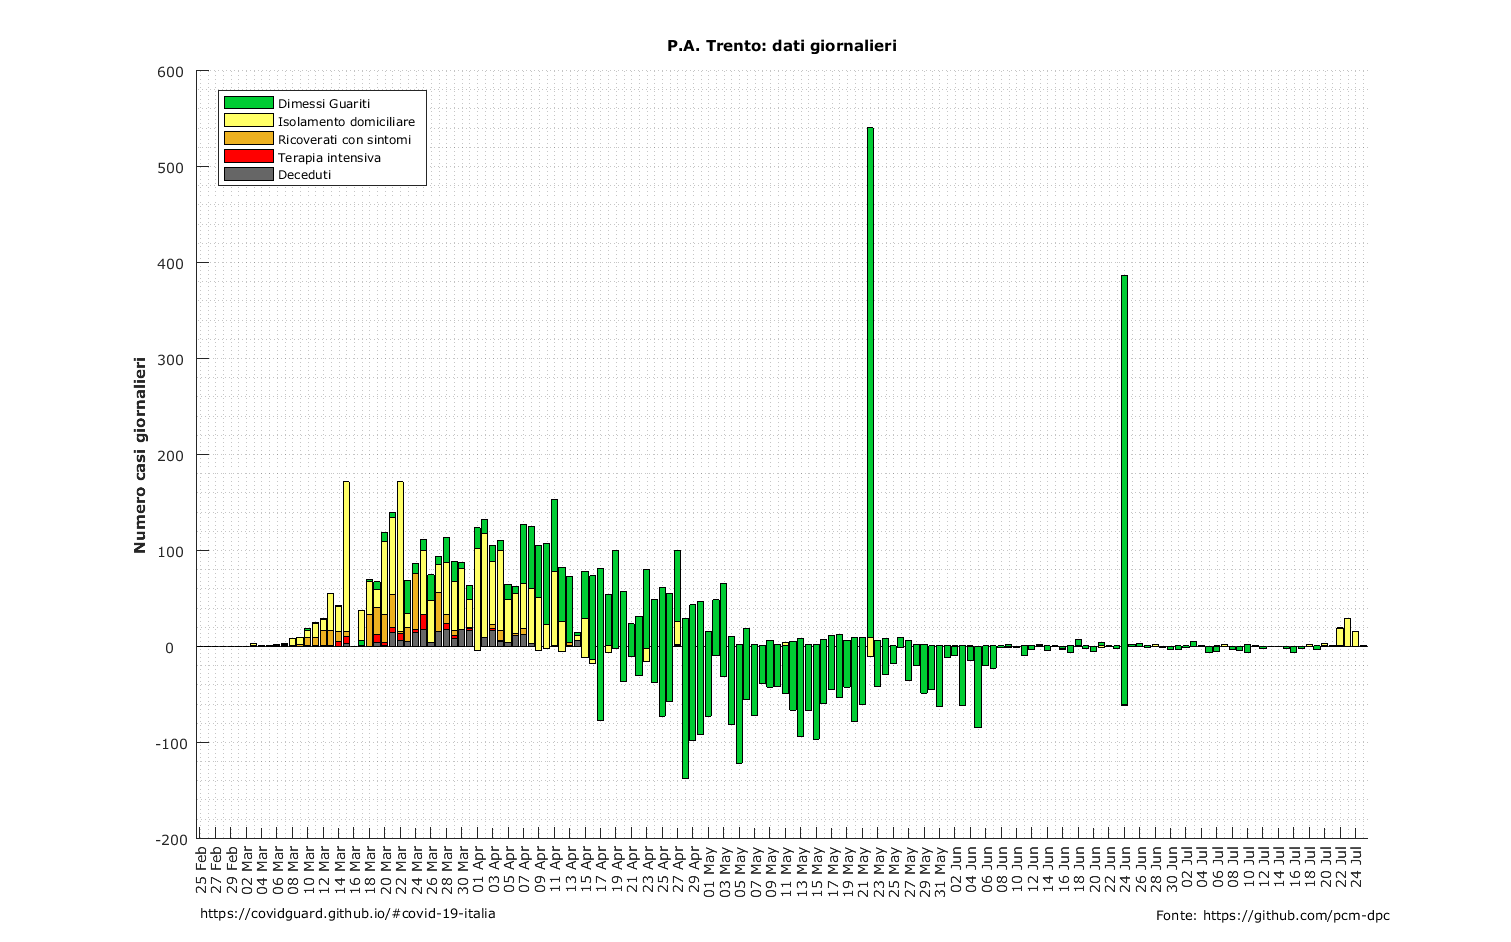 P.A. Trento: dati giornalieri
600
500
400
300
200
100
0
-100
-200
Numero casi giornalieri
Dimessi Guariti
Isolamento domiciliare
Ricoverati con sintomi
Terapia intensiva
Deceduti
25 Feb
27 Feb
29 Feb
02 Mar
04 Mar
06 Mar
08 Mar
10 Mar
12 Mar
14 Mar
16 Mar
18 Mar
20 Mar
22 Mar
24 Mar
26 Mar
28 Mar
30 Mar
01 Apr
03 Apr
05 Apr
07 Apr
09 Apr
11 Apr
13 Apr
15 Apr
17 Apr
19 Apr
21 Apr
23 Apr
25 Apr
27 Apr
29 Apr
01 May
03 May
05 May
07 May
09 May
11 May
13 May
15 May
17 May
19 May
21 May
23 May
25 May
27 May
29 May
31 May
02 Jun
04 Jun
06 Jun
08 Jun
10 Jun
12 Jun
14 Jun
16 Jun
18 Jun
20 Jun
22 Jun
24 Jun
26 Jun
28 Jun
30 Jun
02 Jul
04 Jul
06 Jul
08 Jul
10 Jul
12 Jul
14 Jul
16 Jul
18 Jul
20 Jul
22 Jul
24 Jul
https://covidguard.github.io/#covid-19-italia
Fonte: https://github.com/pcm-dpc